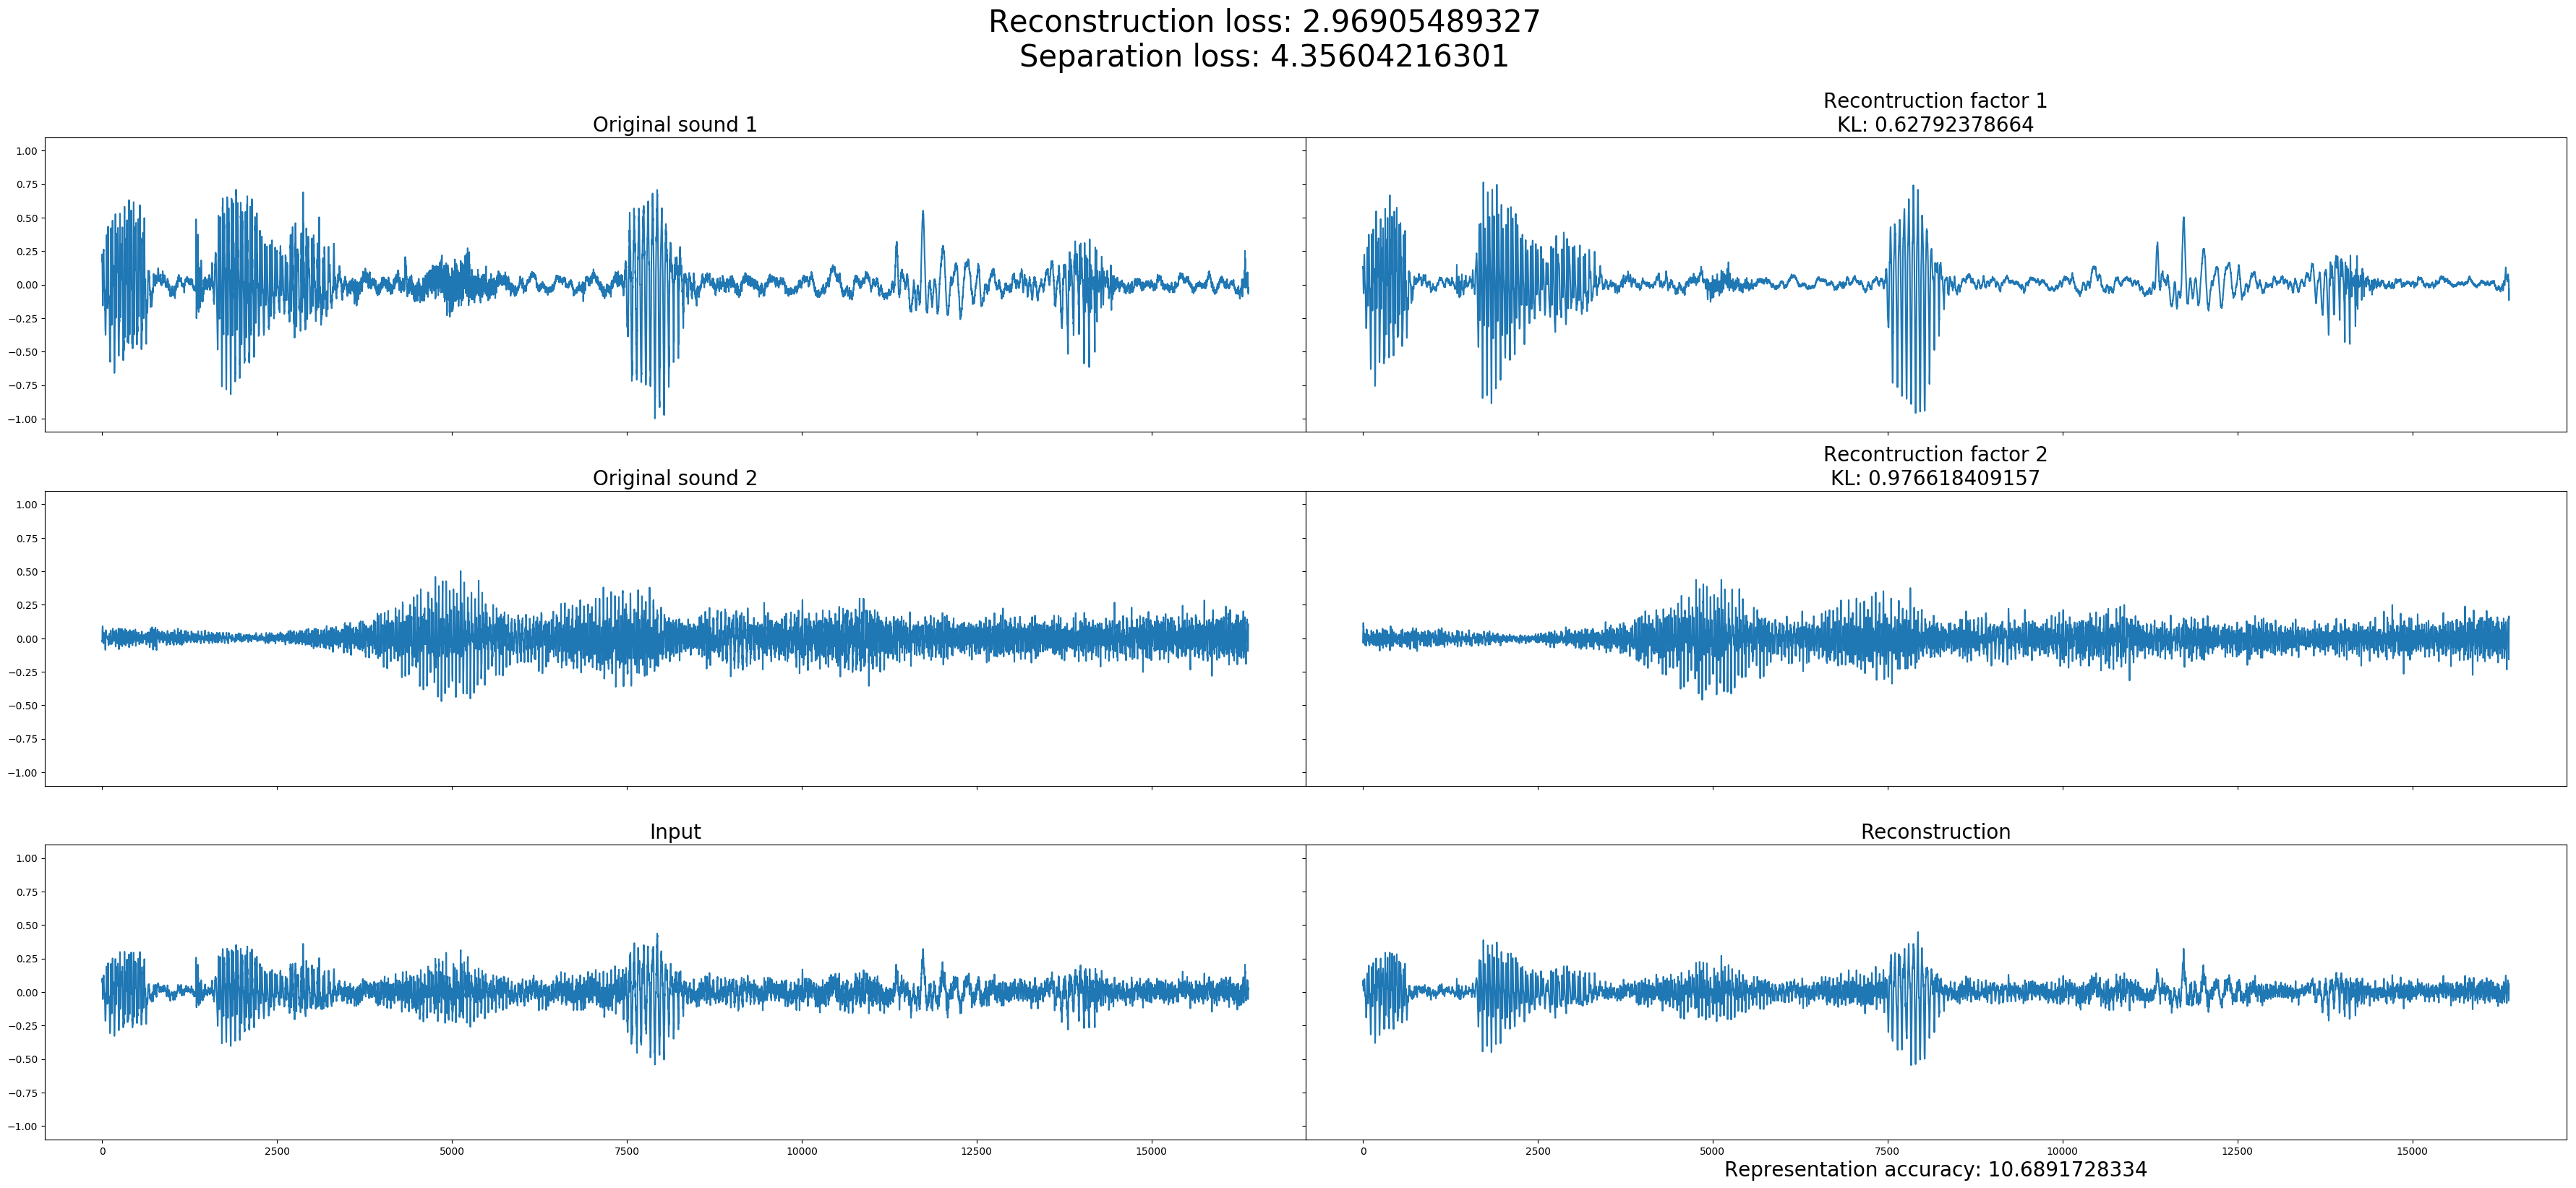 Reconstruction loss: 2.96905489327
Separation loss: 4.35604216301
Original sound 1
Recontruction factor 1
KL: 0.62792378664
1.00
0.75
0.50
0.25
0.00
−0.25
−0.50
−0.75
−1.00
Original sound 2
Recontruction factor 2
KL: 0.976618409157
1.00
0.75
0.50
0.25
0.00
−0.25
−0.50
−0.75
−1.00
Input
Reconstruction
1.00
0.75
0.50
0.25
0.00
−0.25
−0.50
−0.75
−1.00
0 2500 5000 7500 10000 12500 15000
0 2500 5000 7500 10000 12500 15000
Representation accuracy: 10.6891728334